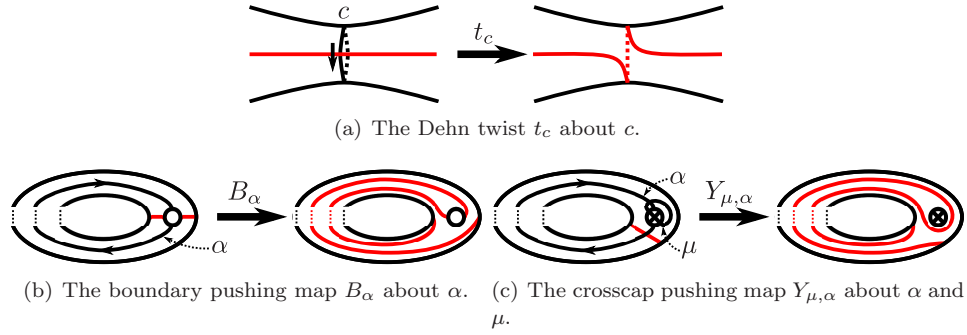 c
t_c
(a) The Dehn twist t_c about c.
B_α
α
α
Y_{μ,α}
μ
(b) The boundary pushing map B_α about α.
(c) The crosscap pushing map Y_{μ,α} about α and
μ.